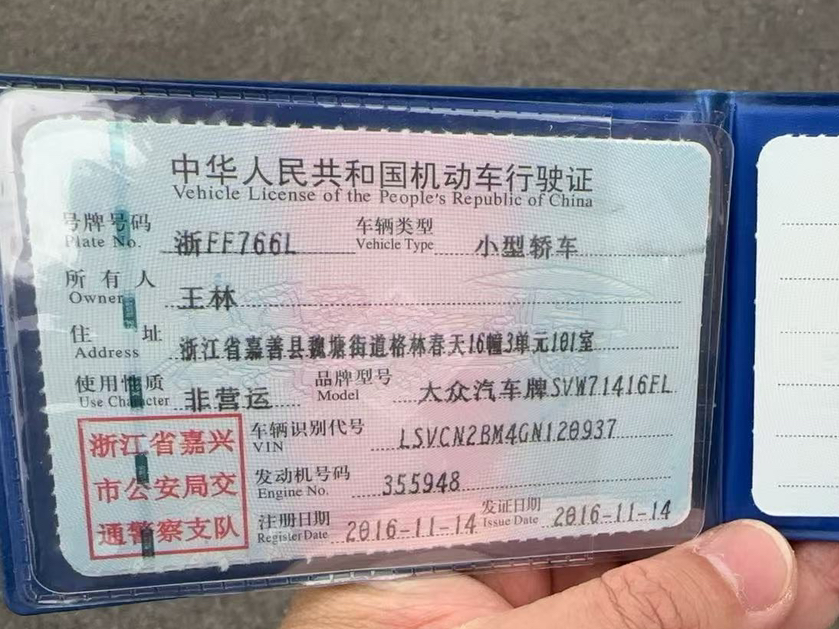 中华人民共和国机动车行驶证
Vehicle License of the People's Republic of China
号牌号码 浙FF766L 车辆类型 小型轿车
Plate No. Vehicle Type
所有人 王林
Owner
住址 浙江省嘉善县魏塘街道格林春天16幢3单元101室
Address
使用性质 非营运 品牌型号 大众汽车牌SVW71416FL
Use Character Model
浙江省嘉兴
市公安局交
通警察支队
车辆识别代号 LSVCN2BM4GN120937
VIN
发动机号码 355948
Engine No.
注册日期 2016-11-14 发证日期 2016-11-14
Register Date Issue Date